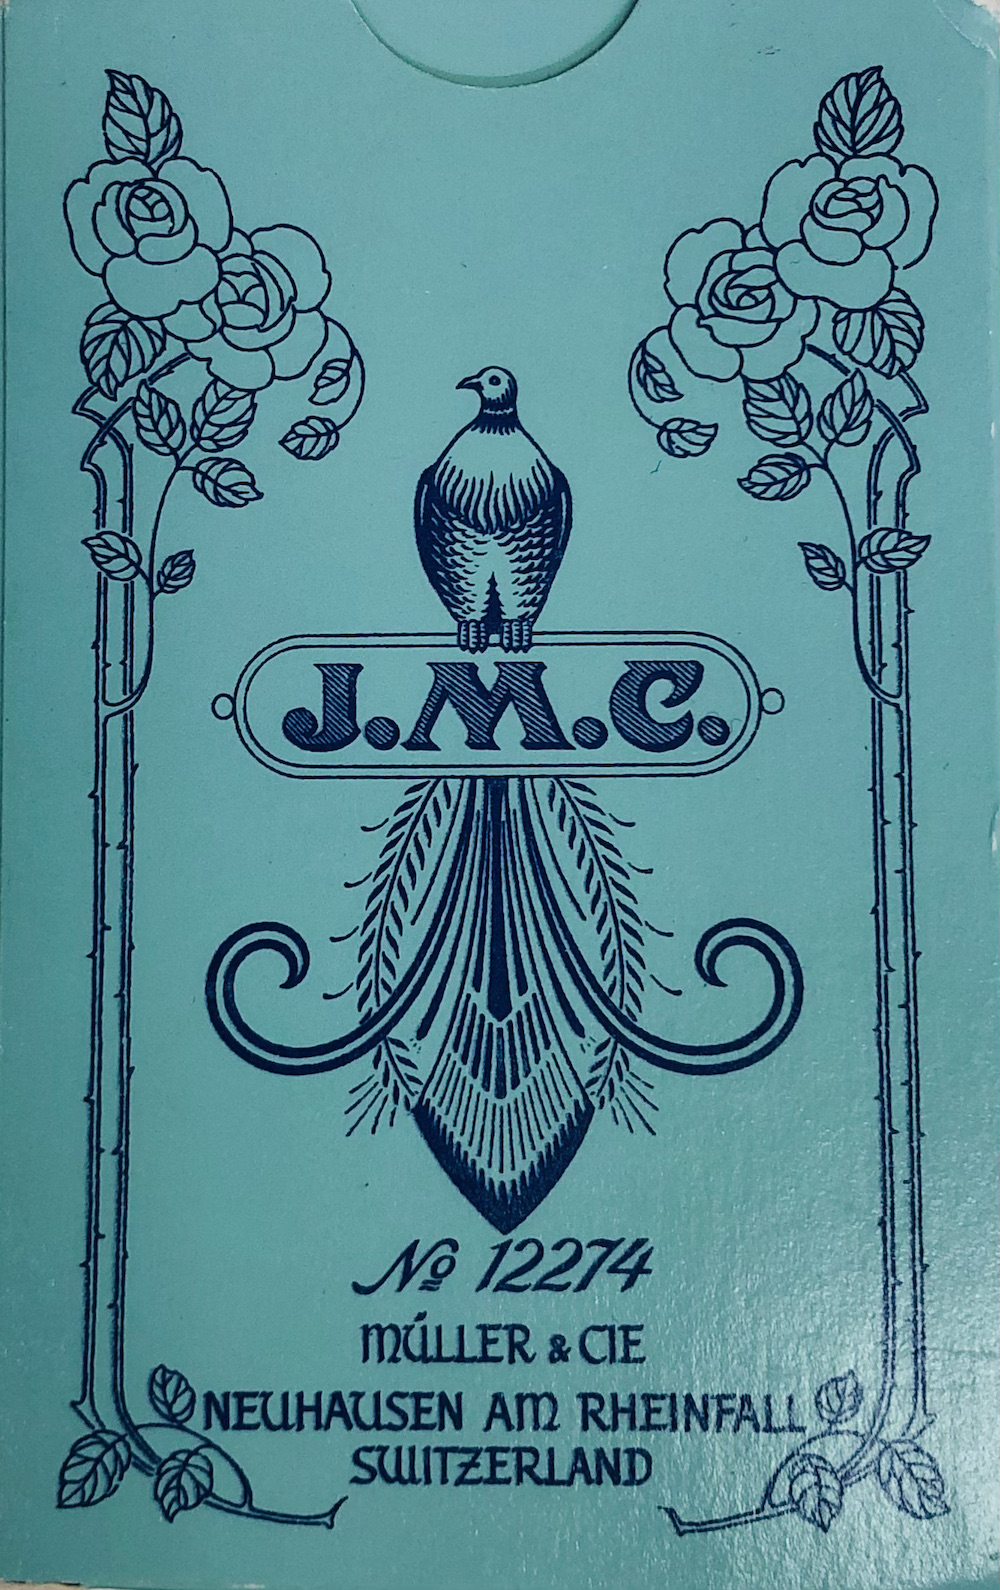 J.M.C.
No 12274
MÜLLER & CIE
NEUHAUSEN AM RHEINFALL
SWITZERLAND